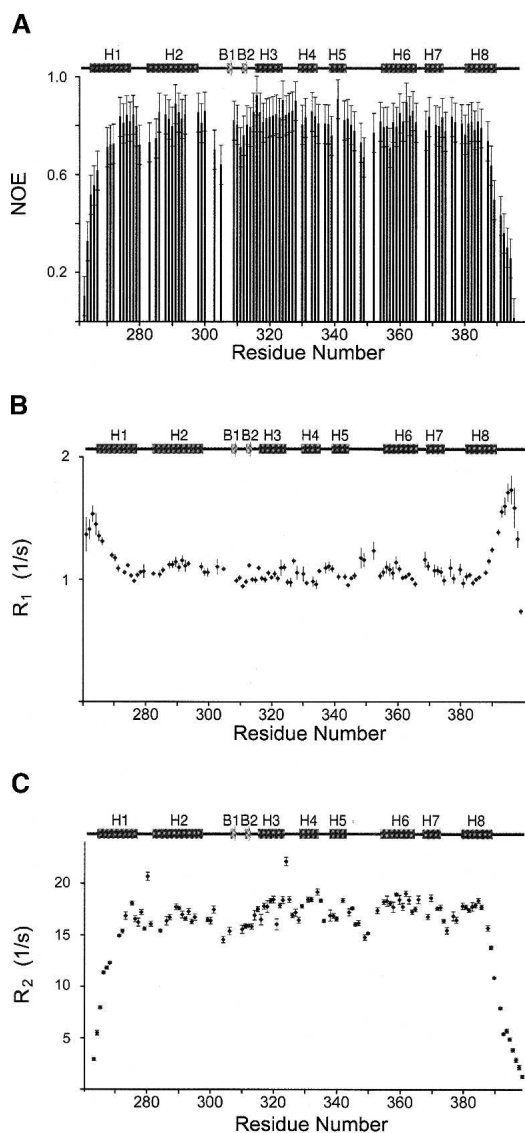 A
H1 H2 B1 B2 H3 H4 H5 H6 H7 H8
1.0
NOE
0.6
0.2
280 300 320 340 360 380
Residue Number
B
H1 H2 B1 B2 H3 H4 H5 H6 H7 H8
2
R1 (1/s)
1
0
280 300 320 340 360 380
Residue Number
C
H1 H2 B1 B2 H3 H4 H5 H6 H7 H8
20
R2 (1/s)
15
10
5
280 300 320 340 360 380
Residue Number